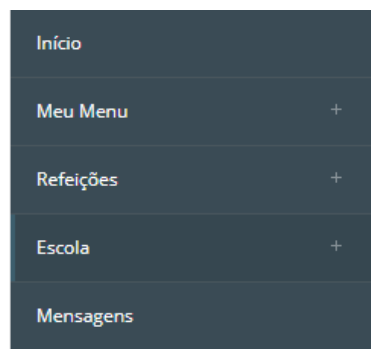 Início
Meu Menu +
Refeições +
Escola +
Mensagens